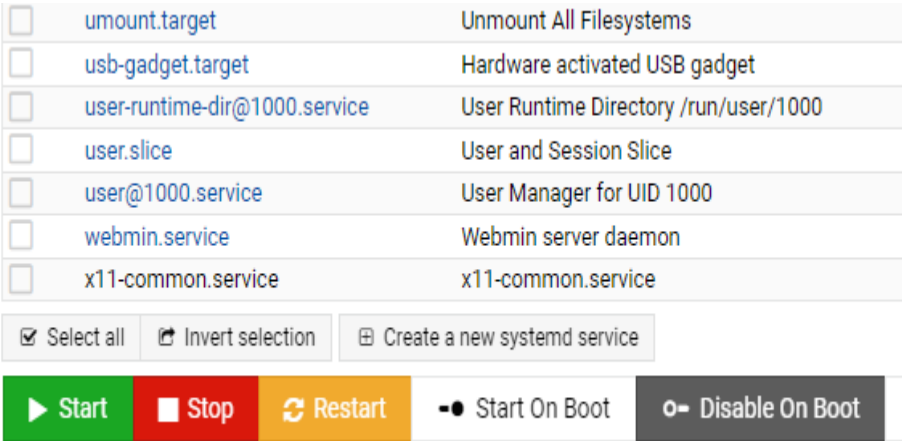 umount.target Unmount All Filesystems
usb-gadget.target Hardware activated USB gadget
user-runtime-dir@1000.service User Runtime Directory /run/user/1000
user.slice User and Session Slice
user@1000.service User Manager for UID 1000
webmin.service Webmin server daemon
x11-common.service x11-common.service
Select all Invert selection Create a new systemd service
Start Stop Restart Start On Boot Disable On Boot